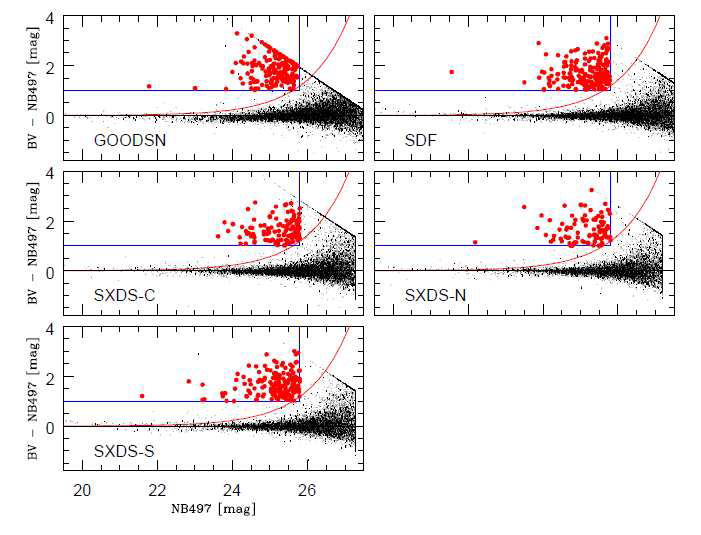 4
2
0
BV - NB497 [mag]
GOODSN
SDF
4
2
0
BV - NB497 [mag]
SXDS-C
SXDS-N
4
2
0
BV - NB497 [mag]
SXDS-S
20 22 24 26
NB497 [mag]